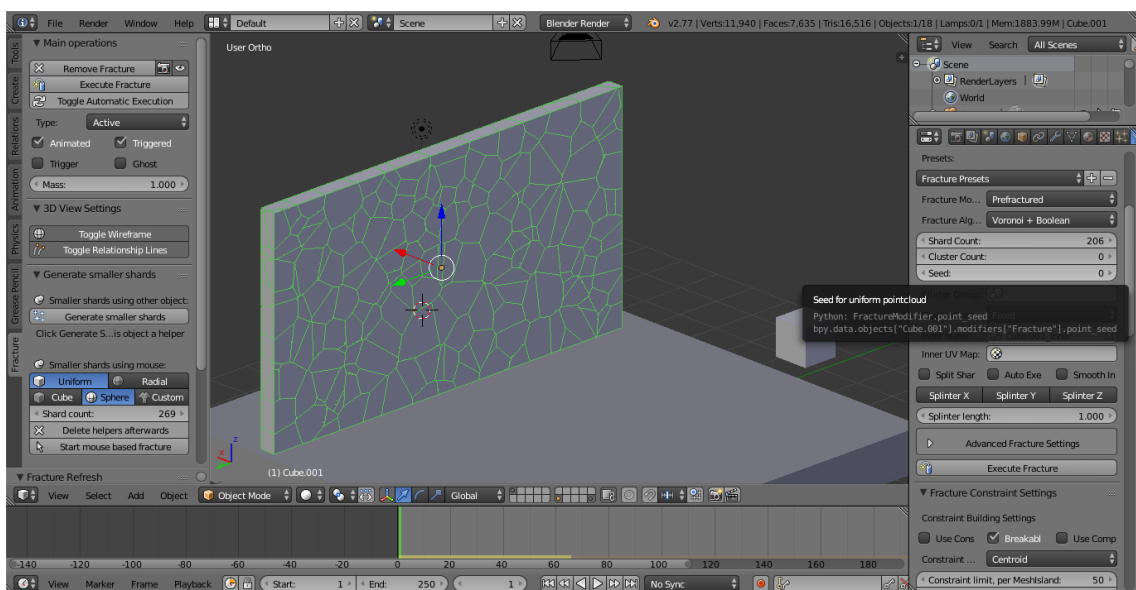 File Render Window Help Default Scene Blender Render v2.77 | Verts:11,940 | Faces:7,635 | Tris:16,516 | Objects:1/18 | Lamps:0/1 | Mem:1883.99M | Cube.001
Tools
Create
Relations
Animation
Physics
Grease Pencil
Fracture
Main operations
Remove Fracture
Execute Fracture
Toggle Automatic Execution
Type: Active
Animated Triggered
Trigger Ghost
Mass: 1.000
3D View Settings
Toggle Wireframe
Toggle Relationship Lines
Generate smaller shards
Smaller shards using other object:
Generate smaller shards
Click Generate S...is object a helper
Smaller shards using mouse:
Uniform Radial
Cube Sphere Custom
Shard count: 269
Delete helpers afterwards
Start mouse based fracture
Fracture Refresh
User Ortho
z
x
(1) Cube.001
View Select Add Object Object Mode Global
-140 -120 -100 -80 -60 -40 -20 0 20 40 60 80 100 120 140 160 180
View Marker Frame Playback Start: 1 End: 250 1 No Sync
View Search All Scenes
Scene
RenderLayers |
World
Presets:
Fracture Presets
Fracture Mo... Prefractured
Fracture Alg... Voronoi + Boolean
Shard Count: 206
Cluster Count: 0
Seed: 0
Seed for uniform pointcloud
Python: FractureModifier.point_seed
bpy.data.objects["Cube.001"].modifiers["Fracture"].point_seed
Inner UV Map:
Split Shar Auto Exe Smooth In
Splinter X Splinter Y Splinter Z
Splinter length: 1.000
Advanced Fracture Settings
Execute Fracture
Fracture Constraint Settings
Constraint Building Settings
Use Cons Breakabl Use Comp
Constraint ... Centroid
Constraint limit, per MeshIsland: 50